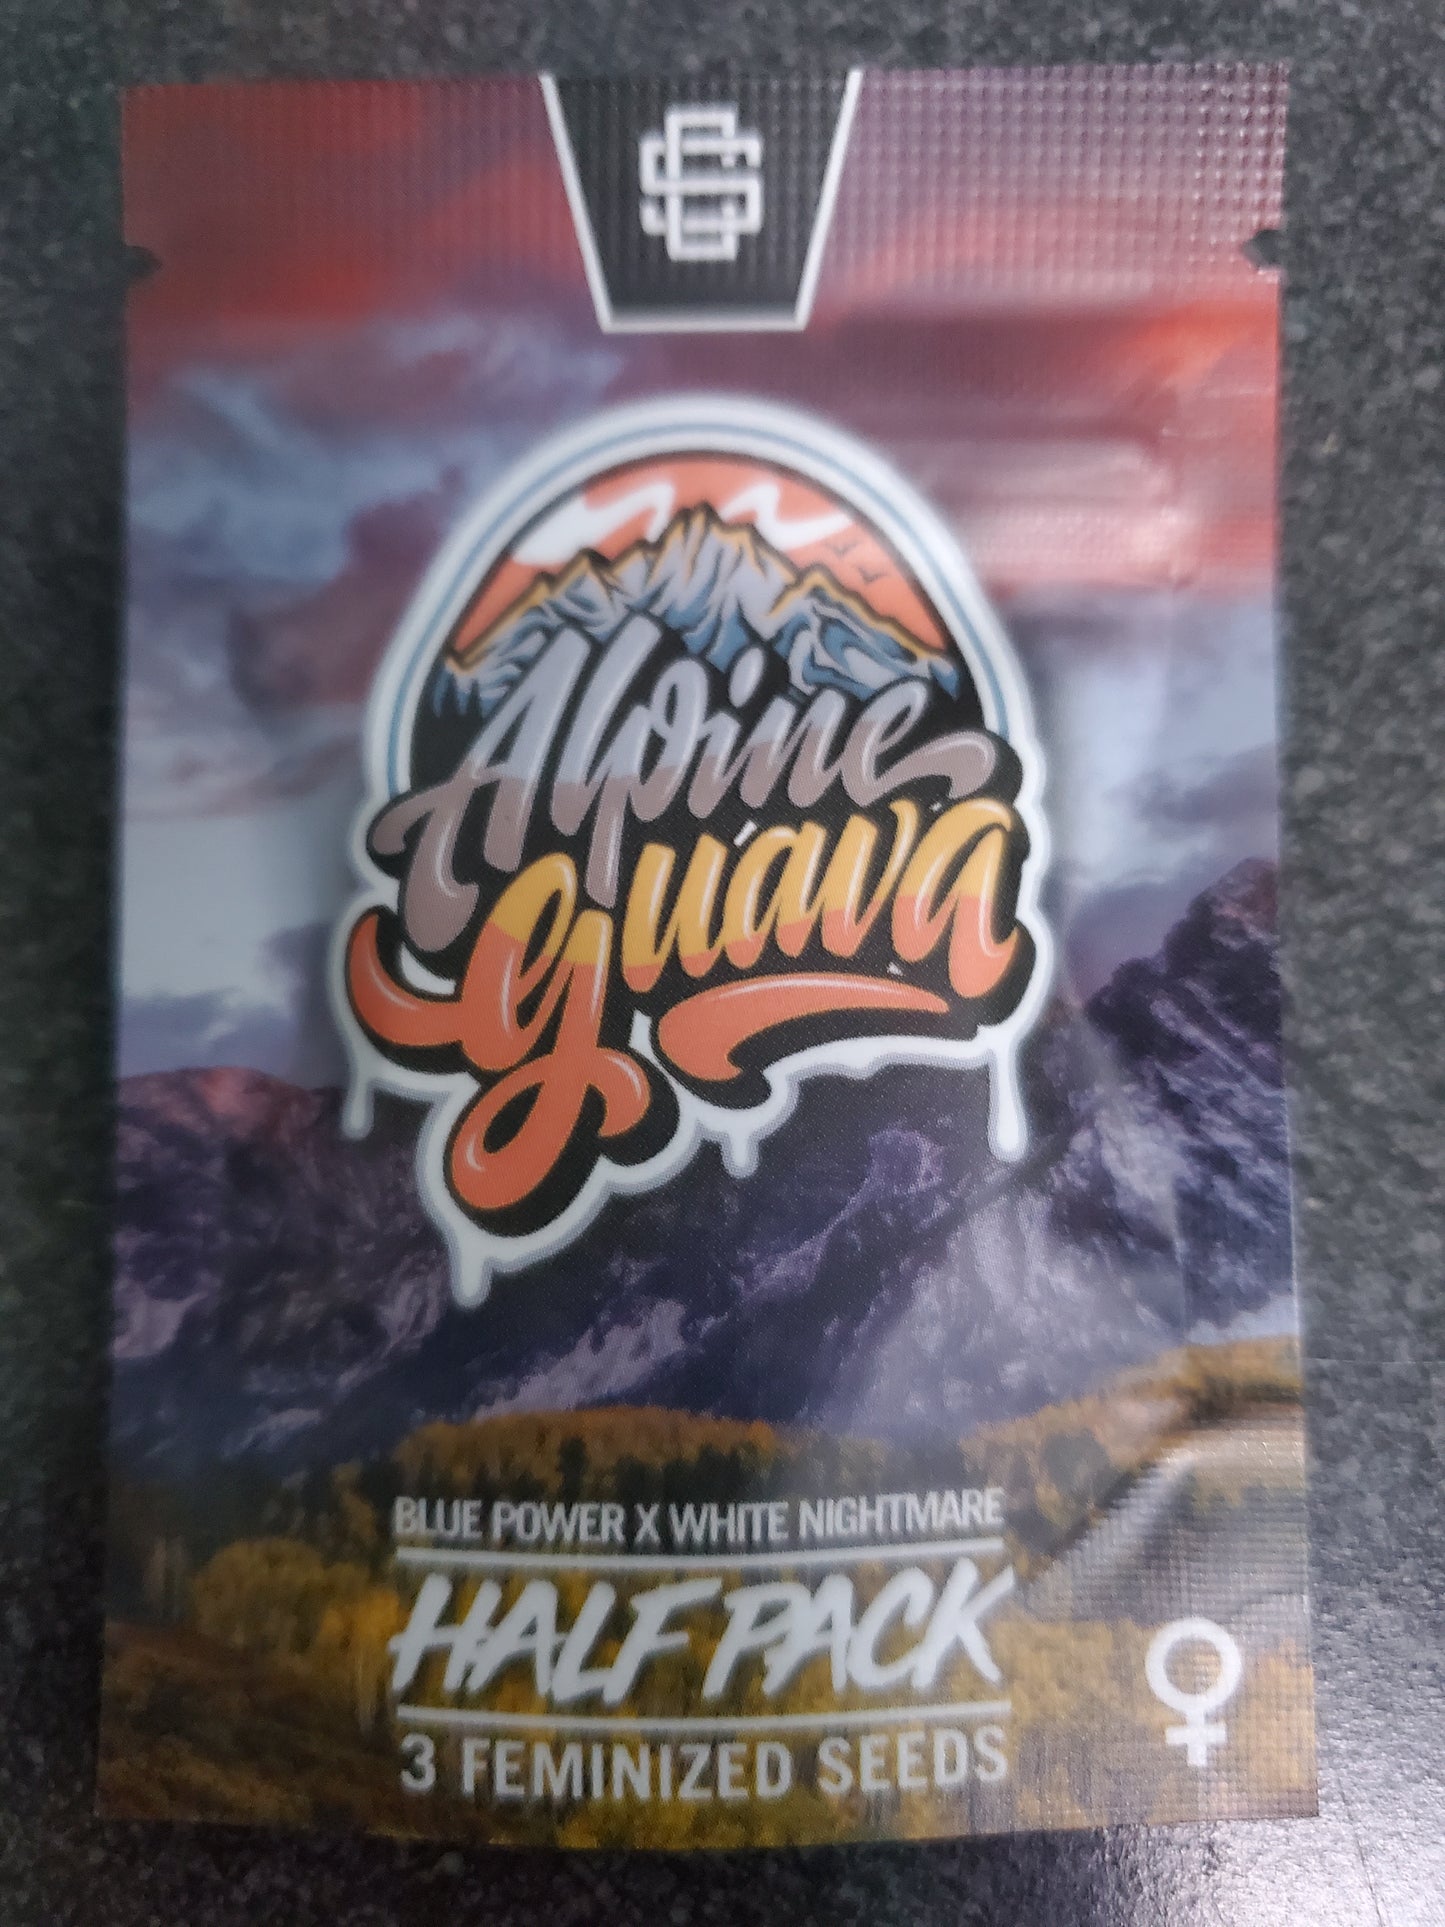 Alpine
Guava
BLUE POWER X WHITE NIGHTMARE
HALF PACK
3 FEMINIZED SEEDS